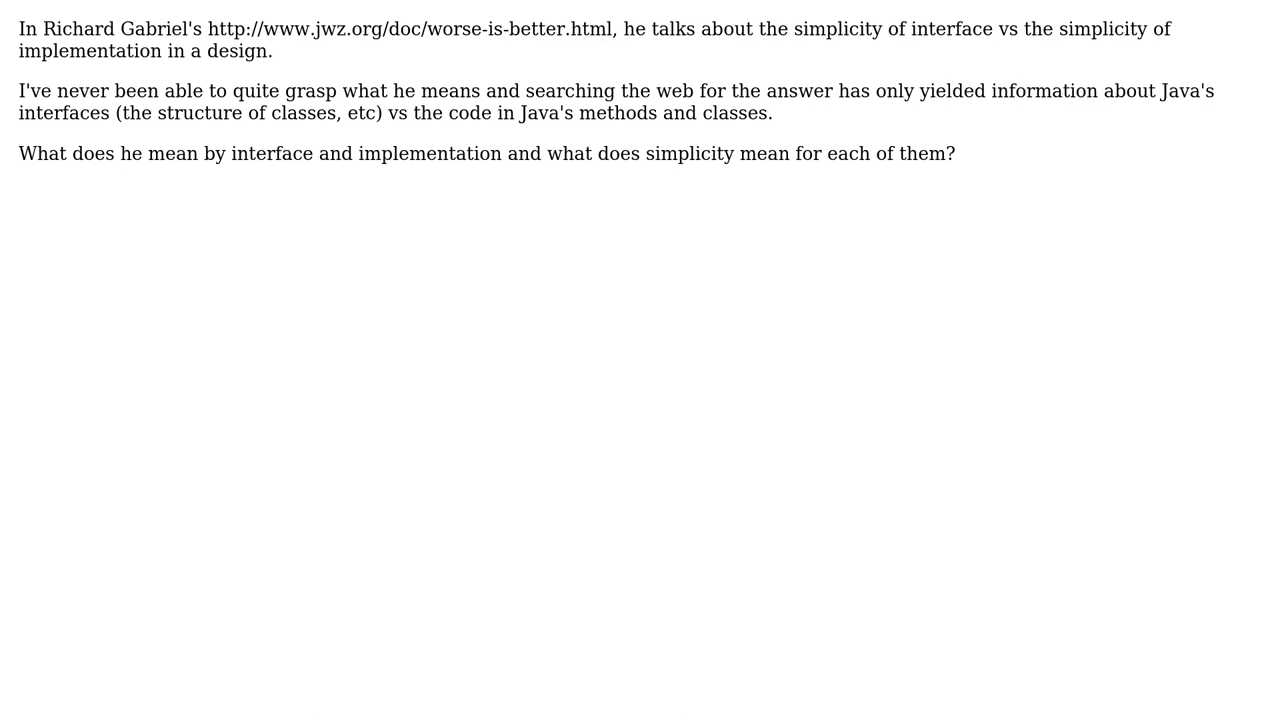 In Richard Gabriel's http://www.jwz.org/doc/worse-is-better.html, he talks about the simplicity of interface vs the simplicity of
implementation in a design.
I've never been able to quite grasp what he means and searching the web for the answer has only yielded information about Java's
interfaces (the structure of classes, etc) vs the code in Java's methods and classes.
What does he mean by interface and implementation and what does simplicity mean for each of them?